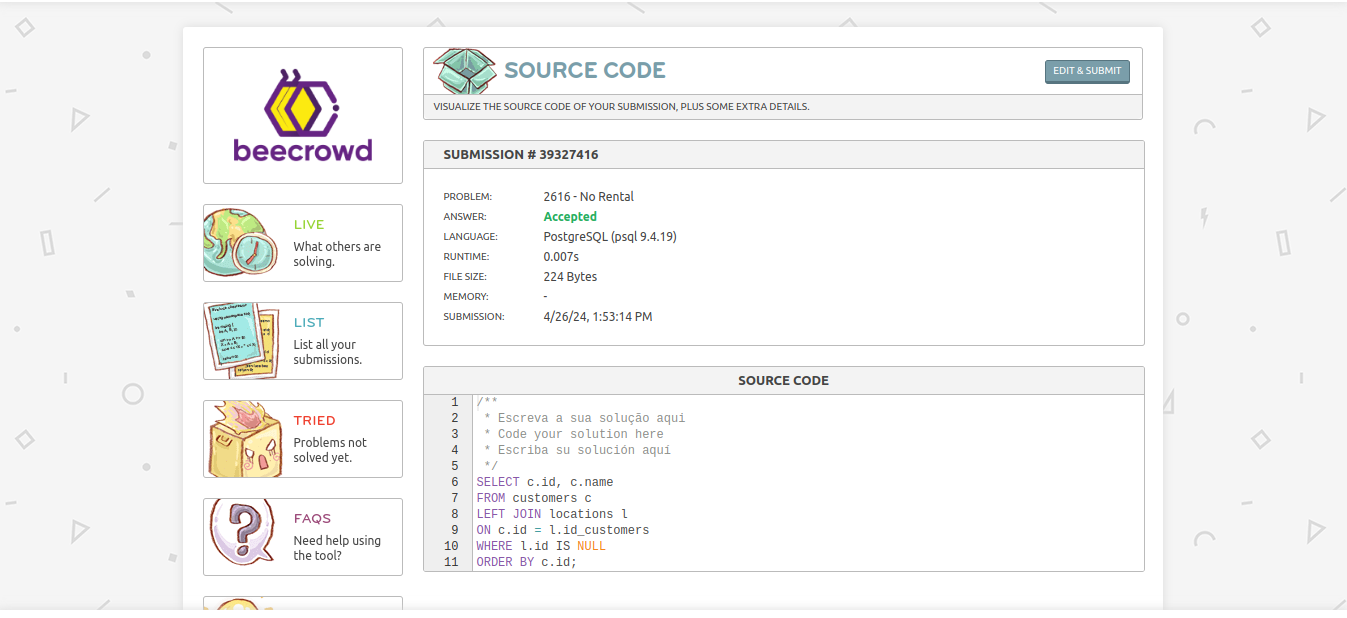 beecrowd
LIVE
What others are
solving.
LIST
List all your
submissions.
TRIED
Problems not
solved yet.
FAQS
Need help using
the tool?
SOURCE CODE
EDIT & SUBMIT
VISUALIZE THE SOURCE CODE OF YOUR SUBMISSION, PLUS SOME EXTRA DETAILS.
SUBMISSION # 39327416
PROBLEM: 2616 - No Rental
ANSWER: Accepted
LANGUAGE: PostgreSQL (psql 9.4.19)
RUNTIME: 0.007s
FILE SIZE: 224 Bytes
MEMORY: -
SUBMISSION: 4/26/24, 1:53:14 PM
SOURCE CODE
1 /**
2 * Escreva a sua solução aqui
3 * Code your solution here
4 * Escriba su solución aquí
5 */
6 SELECT c.id, c.name
7 FROM customers c
8 LEFT JOIN locations l
9 ON c.id = l.id_customers
10 WHERE l.id IS NULL
11 ORDER BY c.id;